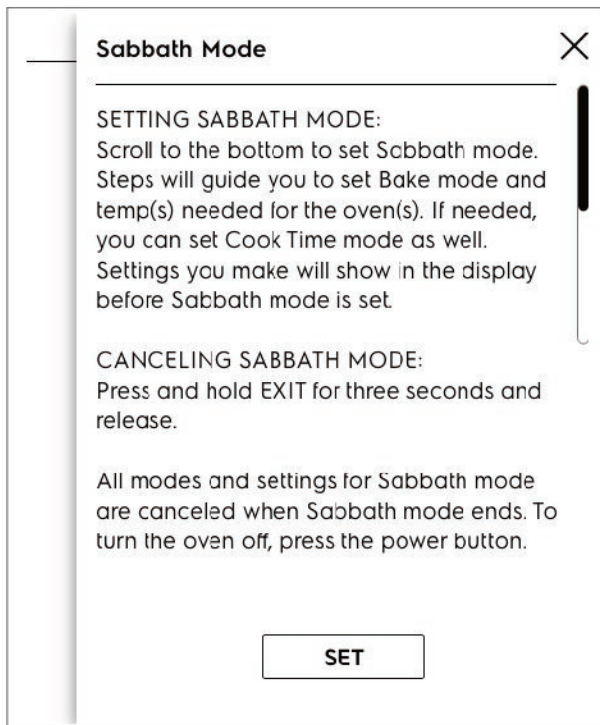 Sabbath Mode
SETTING SABBATH MODE:
Scroll to the bottom to set Sabbath mode.
Steps will guide you to set Bake mode and
temp(s) needed for the oven(s). If needed,
you can set Cook Time mode as well.
Settings you make will show in the display
before Sabbath mode is set.
CANCELING SABBATH MODE:
Press and hold EXIT for three seconds and
release.
All modes and settings for Sabbath mode
are canceled when Sabbath mode ends. To
turn the oven off, press the power button.
SET